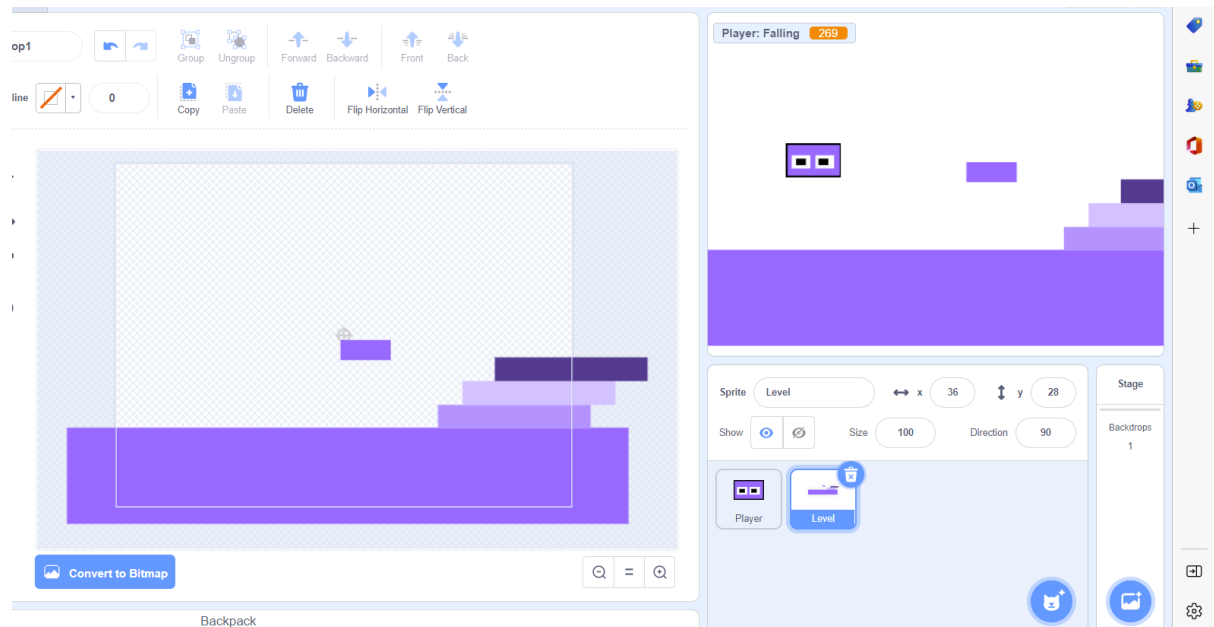 op1
Group Ungroup Forward Backward Front Back
line 0
Copy Paste Delete Flip Horizontal Flip Vertical
Convert to Bitmap
Backpack
Player: Falling 269
Sprite Level x 36 y 28
Show Size 100 Direction 90
Player Level
Stage
Backdrops
1